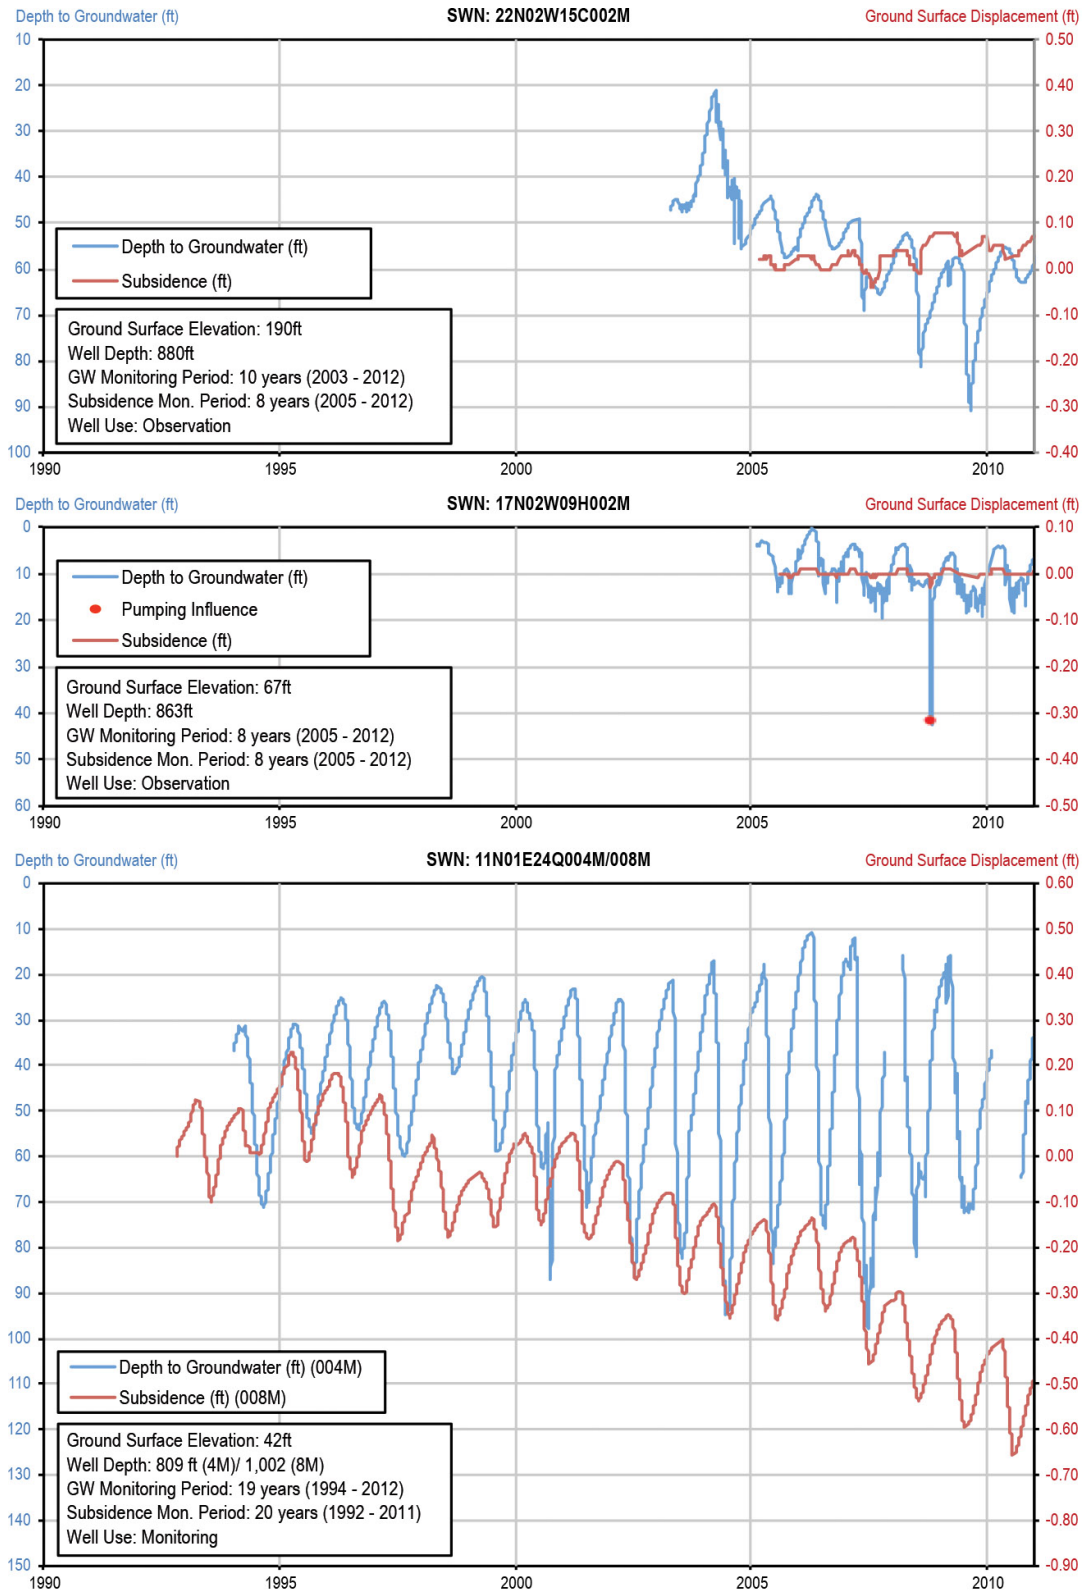 Depth to Groundwater (ft) SWN: 22N02W15C002M Ground Surface Displacement (ft)
10 0.50
20 0.40
30 0.30
40 0.20
50 0.10
60 0.00
70 -0.10
80 -0.20
90 -0.30
100 -0.40
Depth to Groundwater (ft)
Subsidence (ft)
Ground Surface Elevation: 190ft
Well Depth: 880ft
GW Monitoring Period: 10 years (2003 - 2012)
Subsidence Mon. Period: 8 years (2005 - 2012)
Well Use: Observation
1990 1995 2000 2005 2010
Depth to Groundwater (ft) SWN: 17N02W09H002M Ground Surface Displacement (ft)
0 0.10
10 0.00
20 -0.10
30 -0.20
40 -0.30
50 -0.40
60 -0.50
Depth to Groundwater (ft)
Pumping Influence
Subsidence (ft)
Ground Surface Elevation: 67ft
Well Depth: 863ft
GW Monitoring Period: 8 years (2005 - 2012)
Subsidence Mon. Period: 8 years (2005 - 2012)
Well Use: Observation
1990 1995 2000 2005 2010
Depth to Groundwater (ft) SWN: 11N01E24Q004M/008M Ground Surface Displacement (ft)
0 0.60
10 0.50
20 0.40
30 0.30
40 0.20
50 0.10
60 0.00
70 -0.10
80 -0.20
90 -0.30
100 -0.40
110 -0.50
120 -0.60
130 -0.70
140 -0.80
150 -0.90
Depth to Groundwater (ft) (004M)
Subsidence (ft) (008M)
Ground Surface Elevation: 42ft
Well Depth: 809 ft (4M)/ 1,002 (8M)
GW Monitoring Period: 19 years (1994 - 2012)
Subsidence Mon. Period: 20 years (1992 - 2011)
Well Use: Monitoring
1990 1995 2000 2005 2010